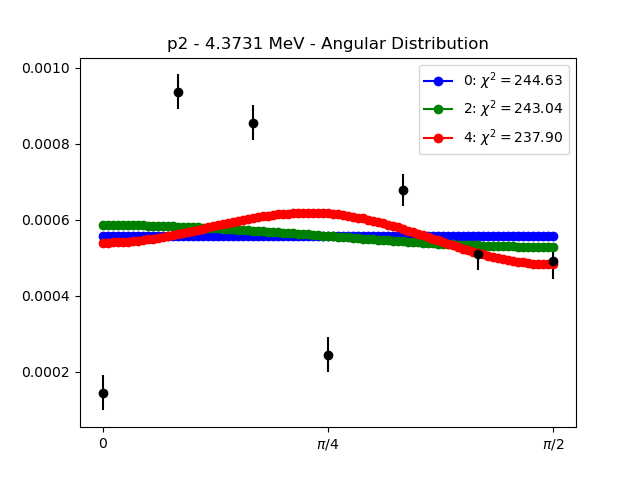 p2 - 4.3731 MeV - Angular Distribution
0.0010
0.0008
0.0006
0.0004
0.0002
0: χ² = 244.63
2: χ² = 243.04
4: χ² = 237.90
0
π/4
π/2